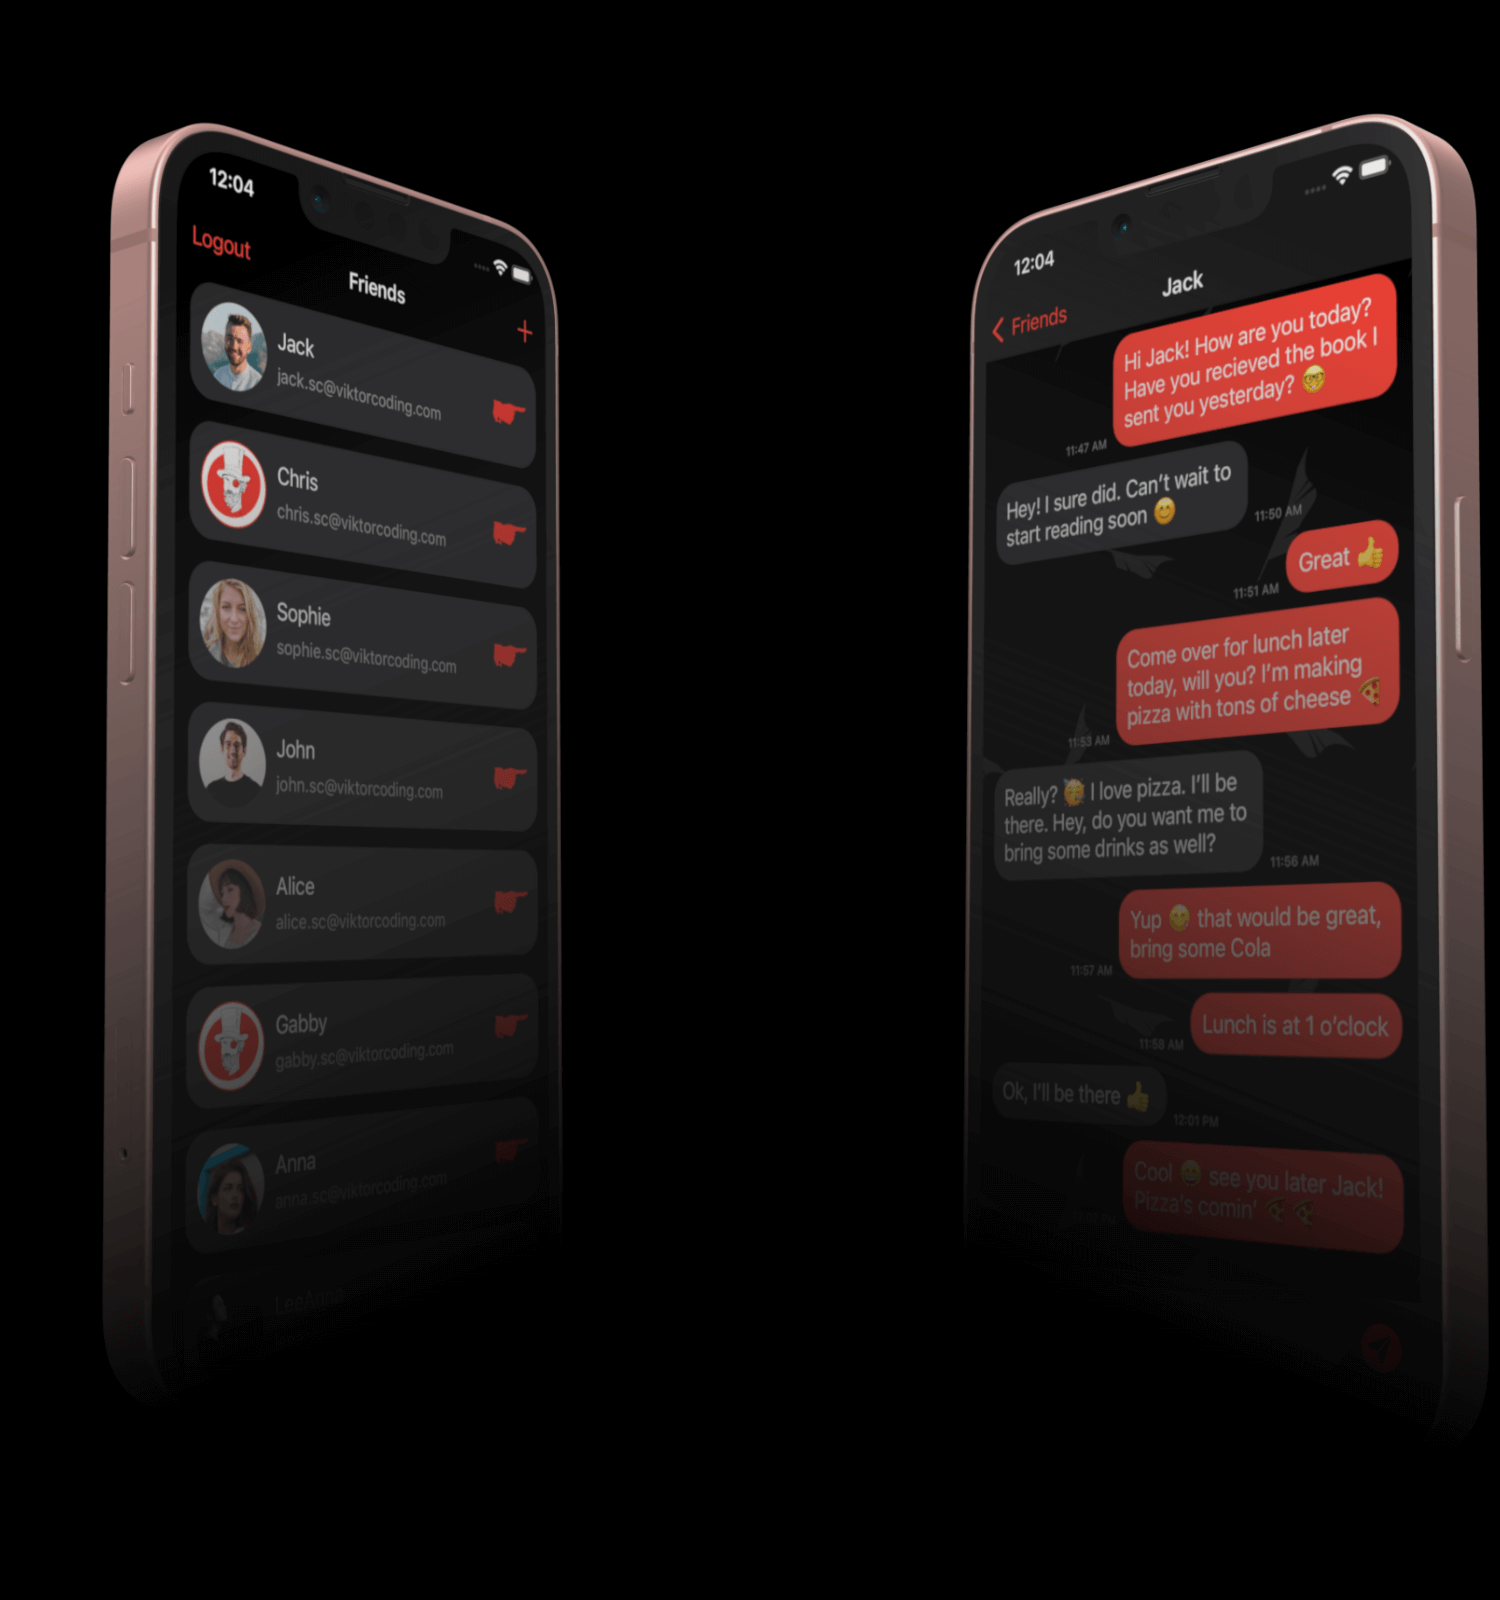 12:04
Logout
Friends
+
Jack
jack.sc@viktorcoding.com
Chris
chris.sc@viktorcoding.com
Sophie
sophie.sc@viktorcoding.com
John
john.sc@viktorcoding.com
Alice
alice.sc@viktorcoding.com
Gabby
gabby.sc@viktorcoding.com
Anna
anna.sc@viktorcoding.com
LeeAnna
12:04
Friends
Jack
Hi Jack! How are you today?
Have you recieved the book I
sent you yesterday? 🤓
11:47 AM
Hey! I sure did. Can't wait to
start reading soon 😊
11:50 AM
Great 👍
11:51 AM
Come over for lunch later
today, will you? I'm making
pizza with tons of cheese 🍕
11:53 AM
Really? 🥳 I love pizza. I'll be
there. Hey, do you want me to
bring some drinks as well?
11:56 AM
Yup 😋 that would be great,
bring some Cola
11:57 AM
Lunch is at 1 o'clock
11:58 AM
Ok, I'll be there 👍
12:01 PM
Cool 😁 see you later Jack!
Pizza's comin' 🍕 🍕